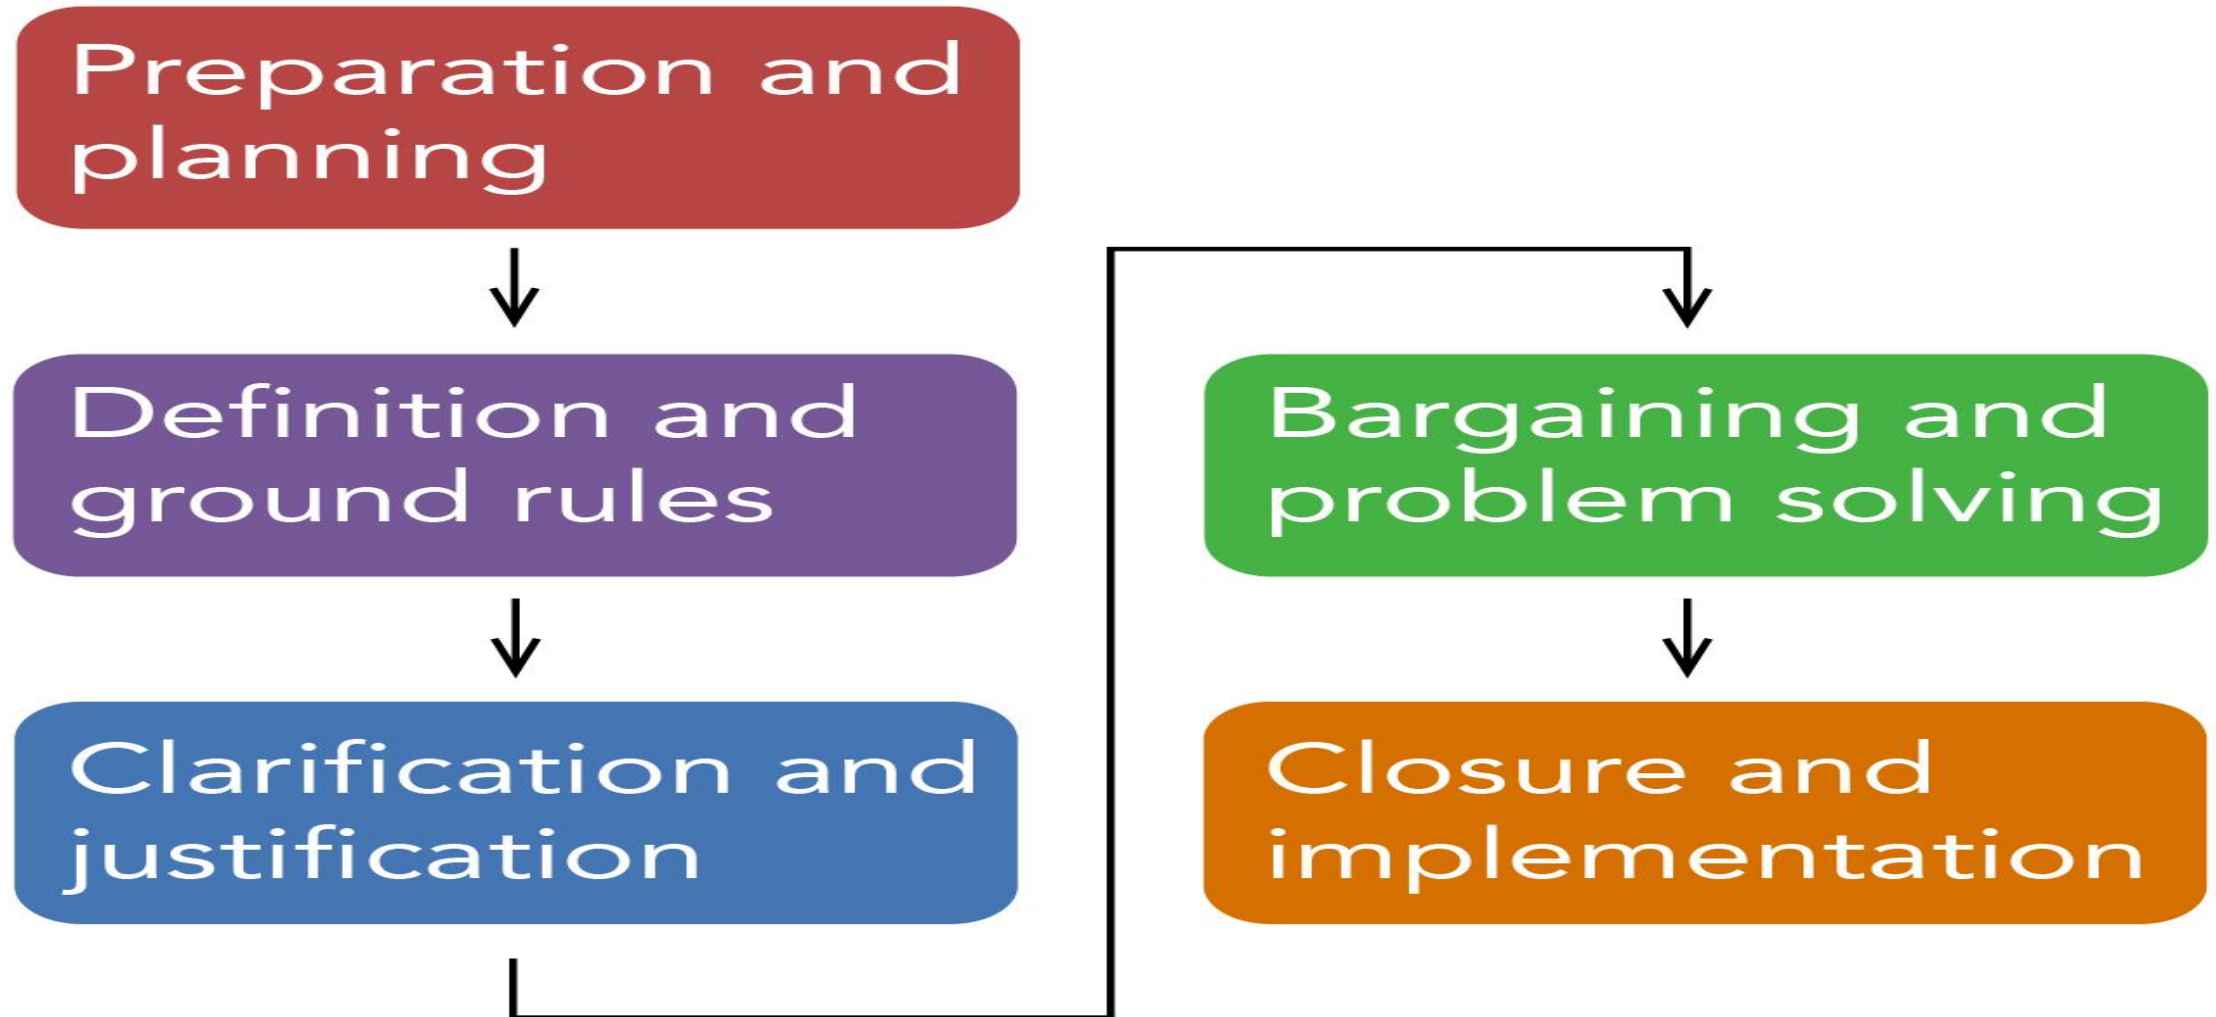 Preparation and
planning
Definition and
ground rules
Clarification and
justification
Bargaining and
problem solving
Closure and
implementation